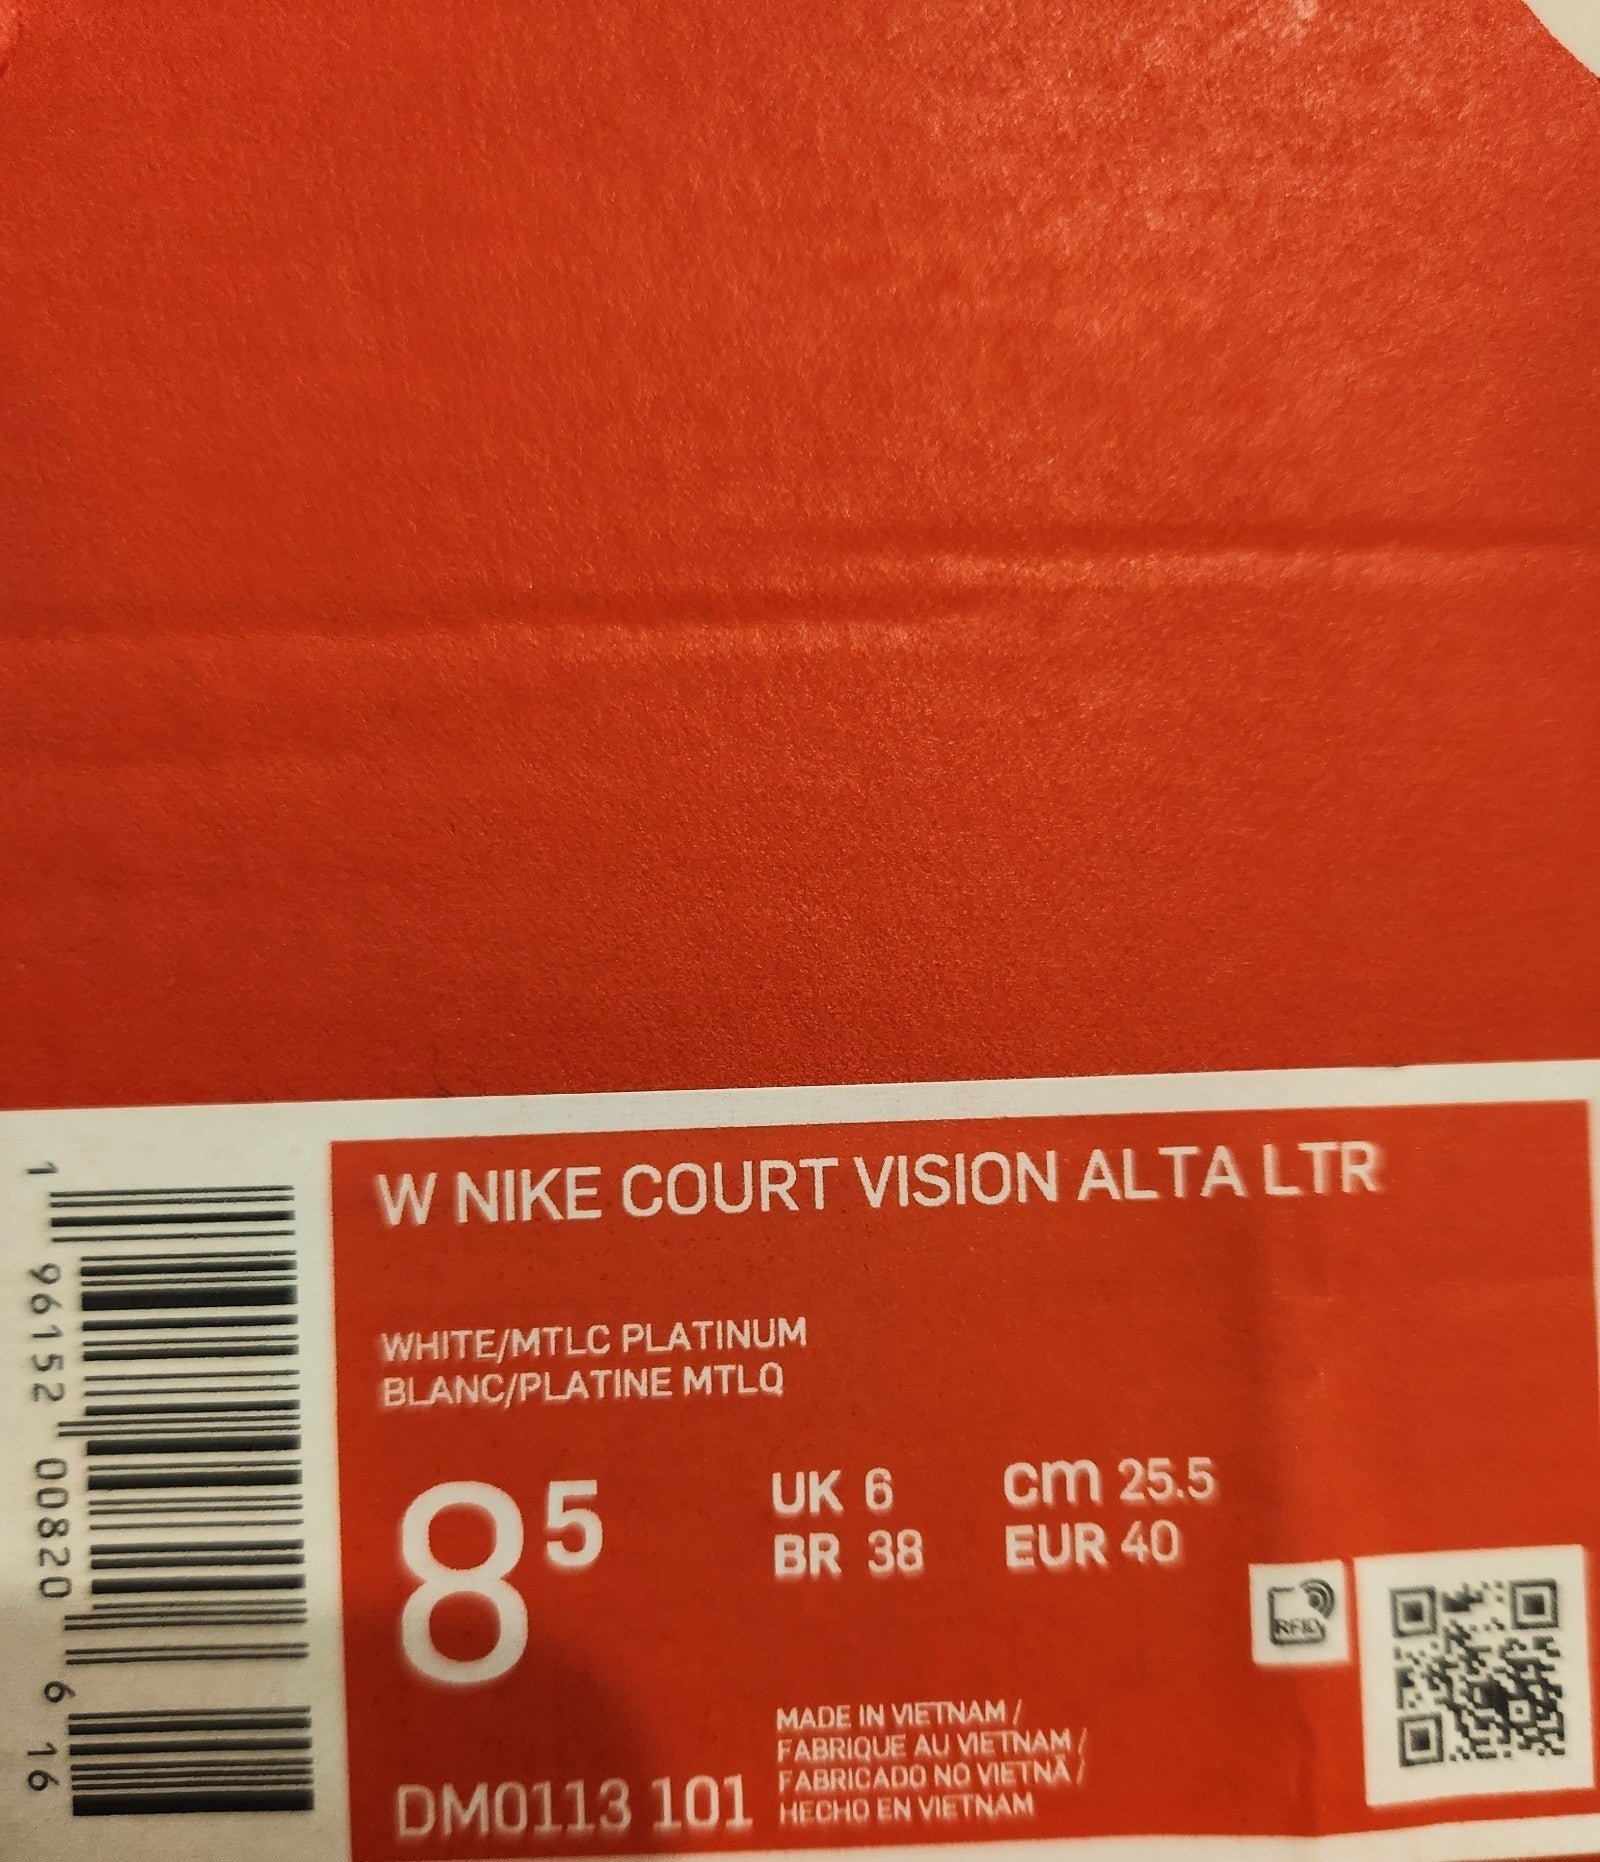 W NIKE COURT VISION ALTA LTR
WHITE/MTLC PLATINUM
BLANC/PLATINE MTLQ
8 5
UK 6
BR 38
cm 25.5
EUR 40
RFID
MADE IN VIETNAM /
FABRIQUE AU VIETNAM /
FABRICADO NO VIETNÃ /
HECHO EN VIETNAM
DM0113 101
1 96152 00820 6 16